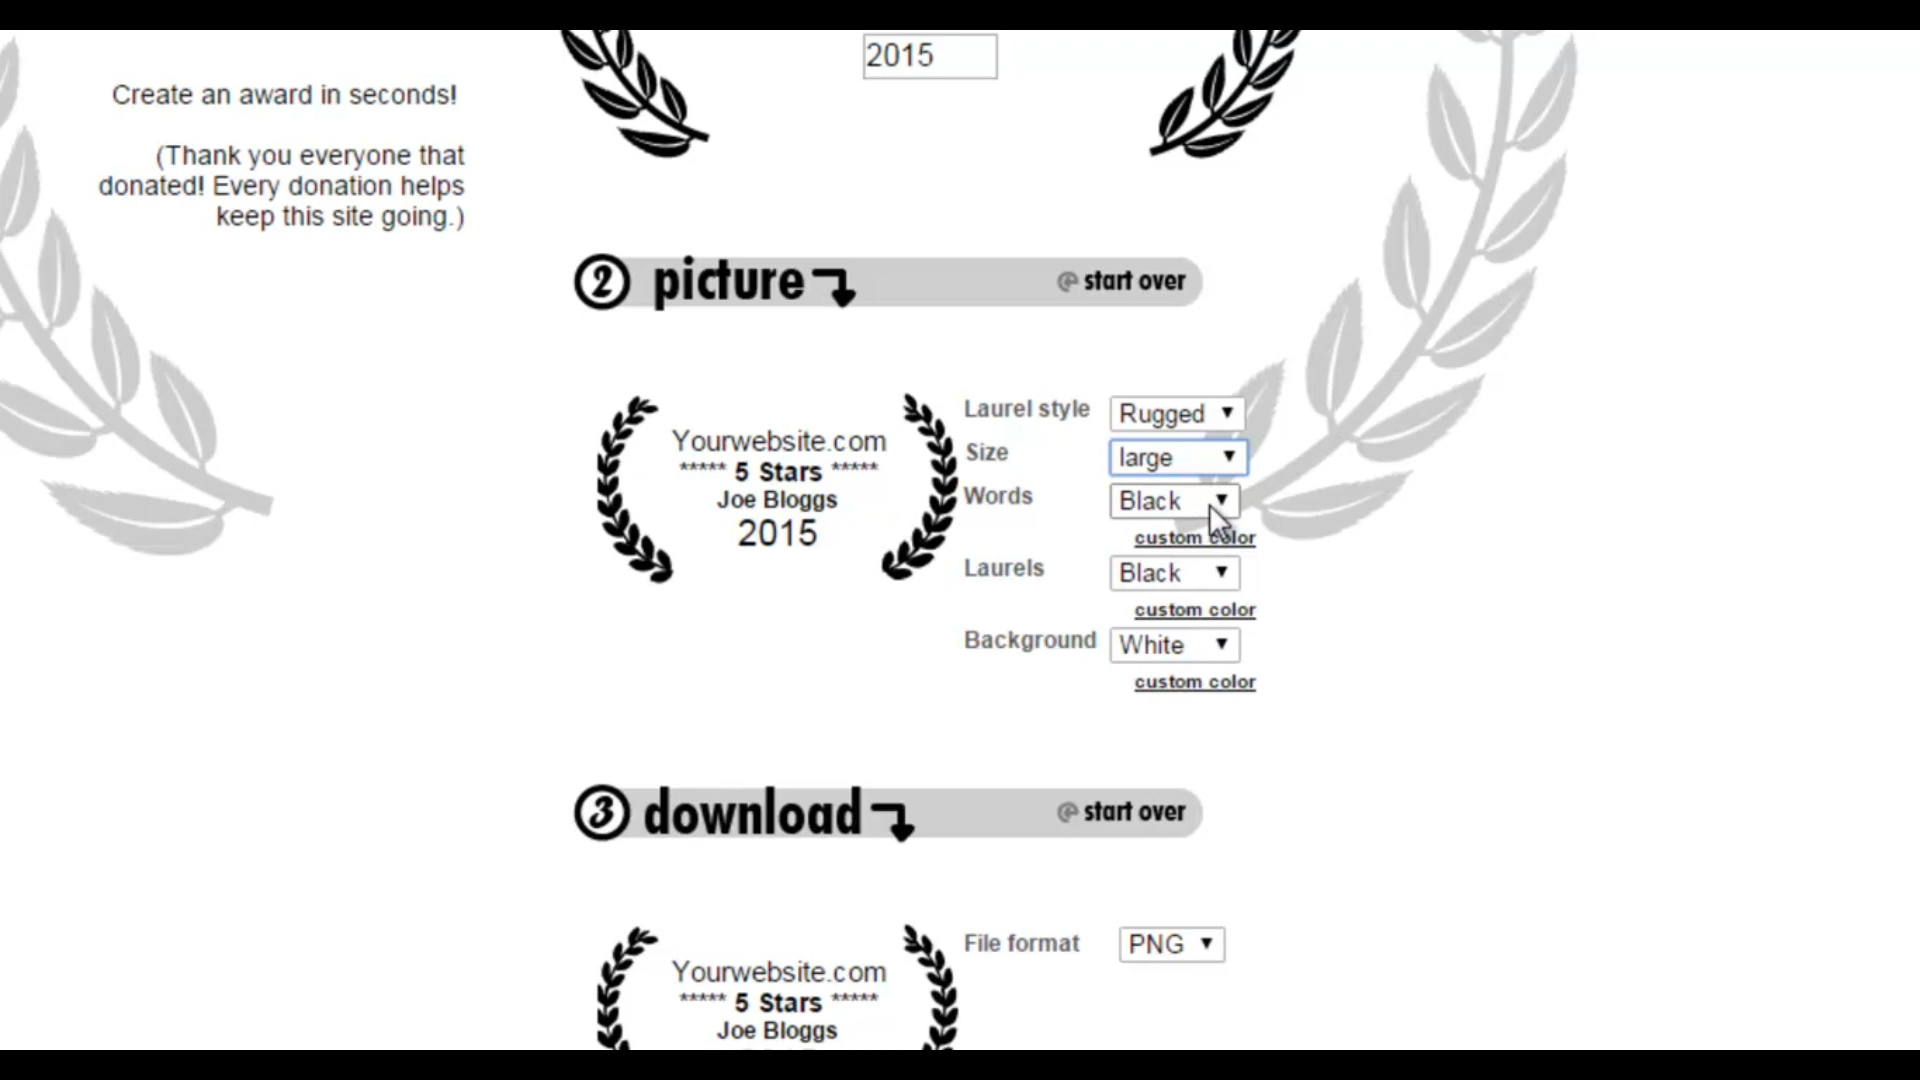 2015
Create an award in seconds!
(Thank you everyone that
donated! Every donation helps
keep this site going.)
2 picture
start over
Yourwebsite.com
***** 5 Stars *****
Joe Bloggs
2015
Laurel style Rugged
Size large
Words Black
custom color
Laurels Black
custom color
Background White
custom color
3 download
start over
Yourwebsite.com
***** 5 Stars *****
Joe Bloggs
File format PNG